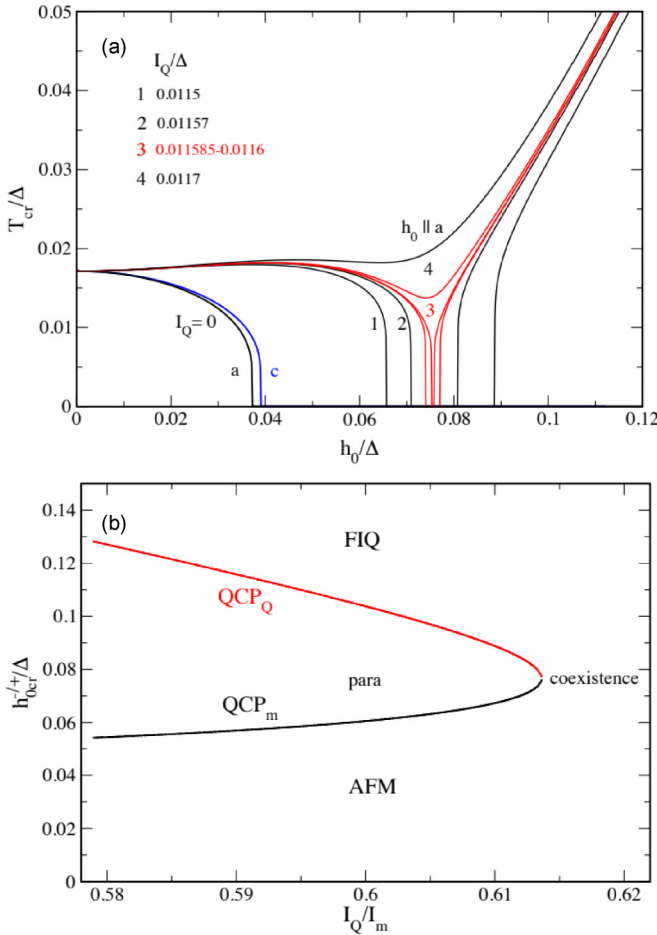 (a)
I_Q/Δ
1 0.0115
2 0.01157
3 0.011585-0.0116
4 0.0117
h_0 || a
4
3
1
2
I_Q= 0
a
c
T_cr/Δ
0.05
0.04
0.03
0.02
0.01
0
0
0.02
0.04
0.06
0.08
0.1
0.12
h_0/Δ
(b)
FIQ
QCP_Q
para
coexistence
QCP_m
AFM
h_0cr^-/+/Δ
0.14
0.12
0.1
0.08
0.06
0.04
0.02
0
0.58
0.59
0.6
0.61
0.62
I_Q/I_m